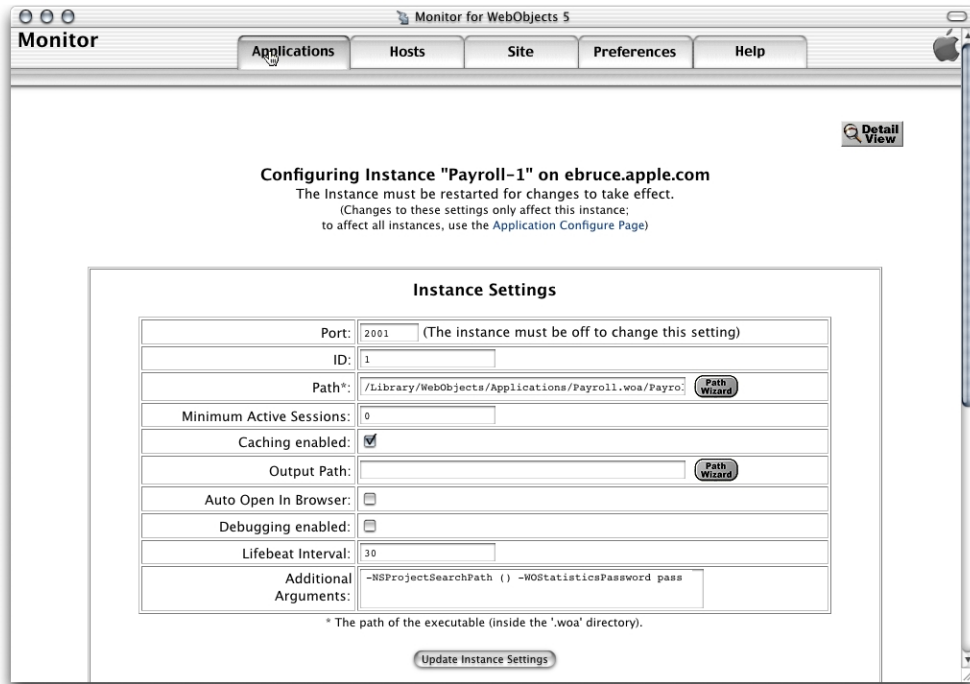 Monitor for WebObjects 5
Monitor
Applications
Hosts
Site
Preferences
Help
Detail
View
Configuring Instance "Payroll-1" on ebruce.apple.com
The Instance must be restarted for changes to take effect.
(Changes to these settings only affect this instance;
to affect all instances, use the Application Configure Page)
Instance Settings
Port: 2001 (The instance must be off to change this setting)
ID: 1
Path*: /Library/WebObjects/Applications/Payroll.woa/Payrol
Path
Wizard
Minimum Active Sessions: 0
Caching enabled:
Output Path:
Path
Wizard
Auto Open In Browser:
Debugging enabled:
Lifebeat Interval: 30
Additional
Arguments:
-NSProjectSearchPath () -WOStatisticsPassword pass
* The path of the executable (inside the '.woa' directory).
Update Instance Settings